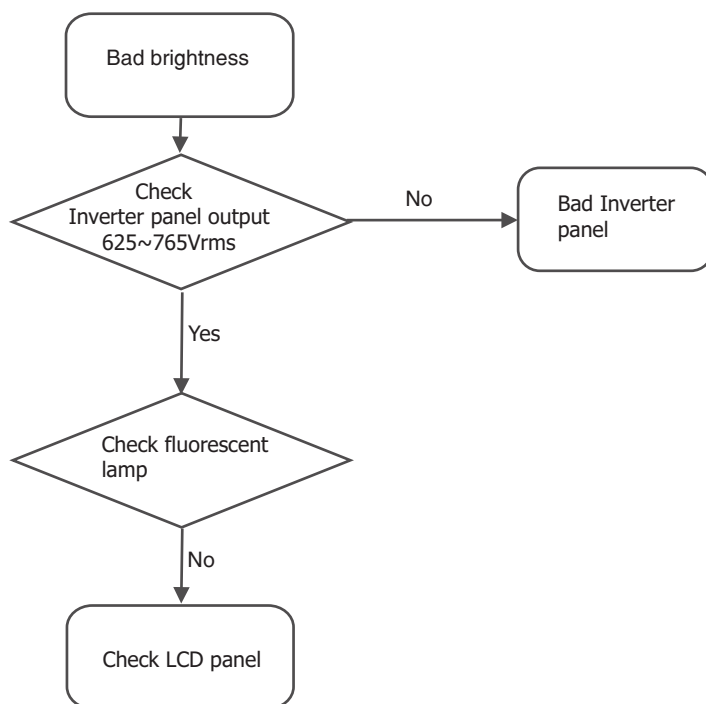 Bad brightness
Check
Inverter panel output
625~765Vrms
No
Bad Inverter
panel
Yes
Check fluorescent
lamp
No
Check LCD panel